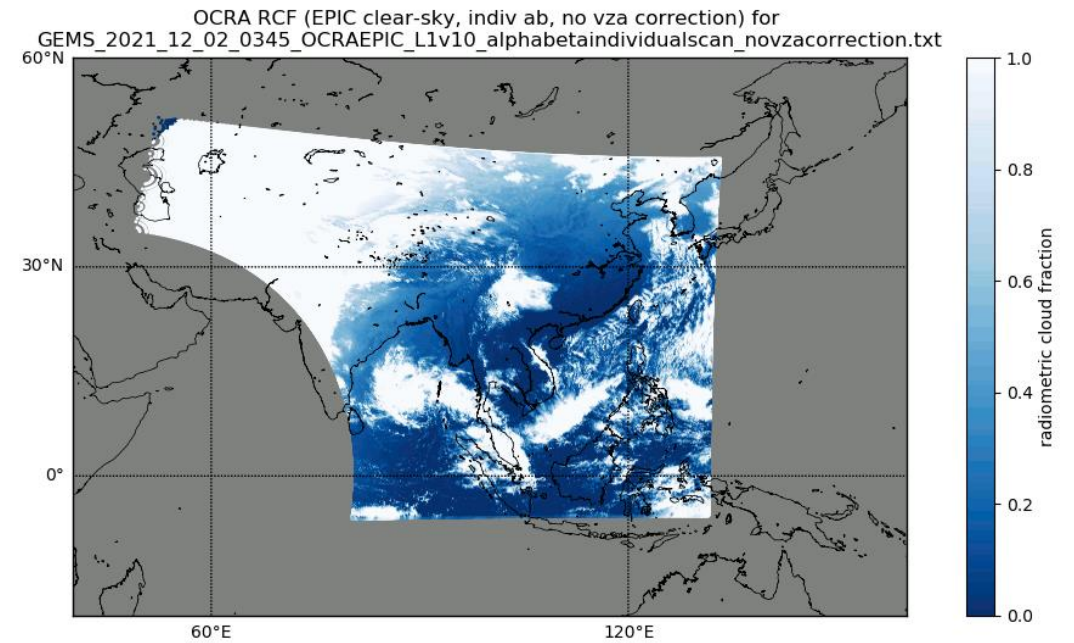 OCRA RCF (EPIC clear-sky, indiv ab, no vza correction) for
GEMS_2021_12_02_0345_OCRAEPIC_L1v10_alphabetaindividualscan_novzacorrection.txt
60°N
30°N
0°
60°E
120°E
1.0
0.8
0.6
0.4
0.2
0.0
radiometric cloud fraction